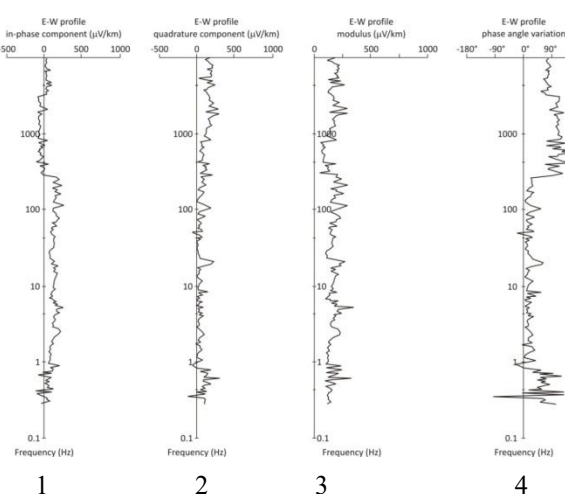 E-W profile
in-phase component (µV/km)
-500 0 500 1000
1000
100
10
1
0.1
Frequency (Hz)
1
E-W profile
quadrature component (µV/km)
-500 0 500 1000
1000
100
10
1
0.1
Frequency (Hz)
2
E-W profile
modulus (µV/km)
0 500 1000
1000
100
10
1
0.1
Frequency (Hz)
3
E-W profile
phase angle variation
-180° -90° 0° 90°
1000
100
10
1
0.1
Frequency (Hz)
4